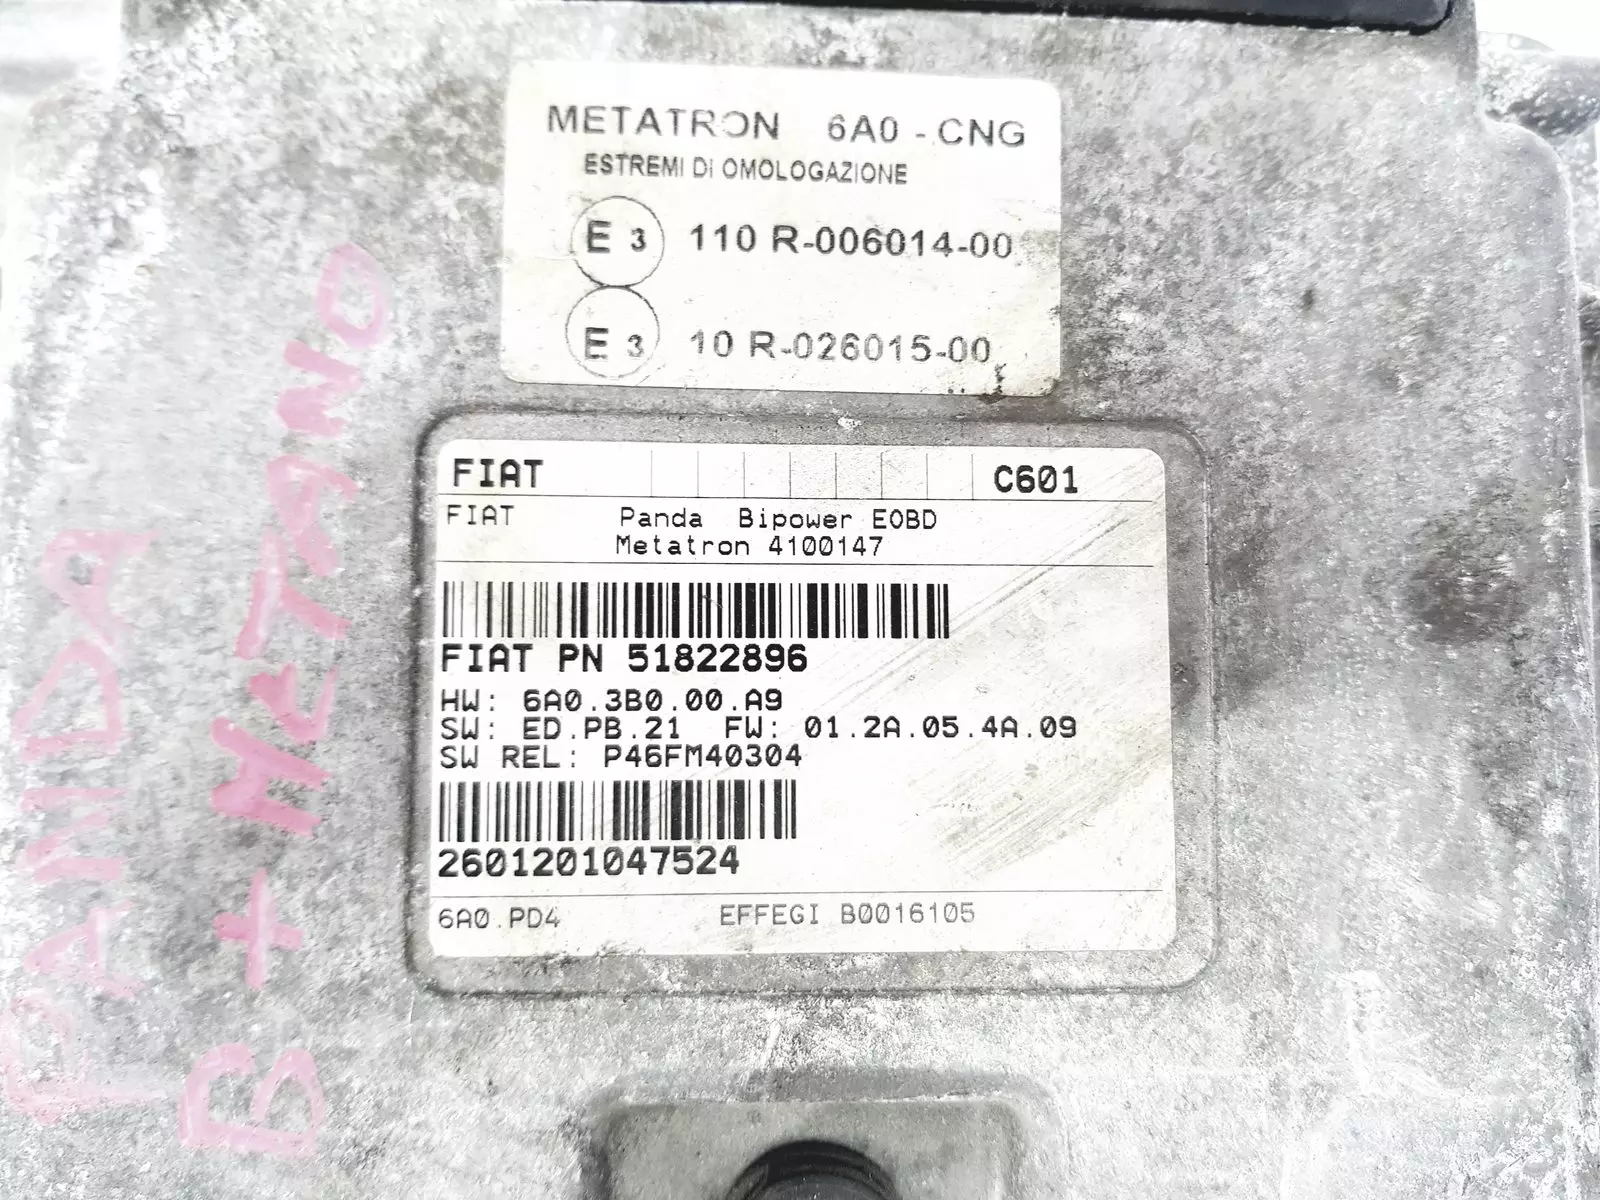 METATRON 6A0 - CNG
ESTREMI DI OMOLOGAZIONE
E 3 110 R-006014-00
E 3 10 R-026015-00
FIAT C601
FIAT Panda Bipower EOBD
Metatron 4100147
FIAT PN 51822896
HW: 6A0.3B0.00.A9
SW: ED.PB.21 FW: 01.2A.05.4A.09
SW REL: P46FM40304
2601201047524
6A0.PD4 EFFEGI B0016105
PANDA
B+METANO